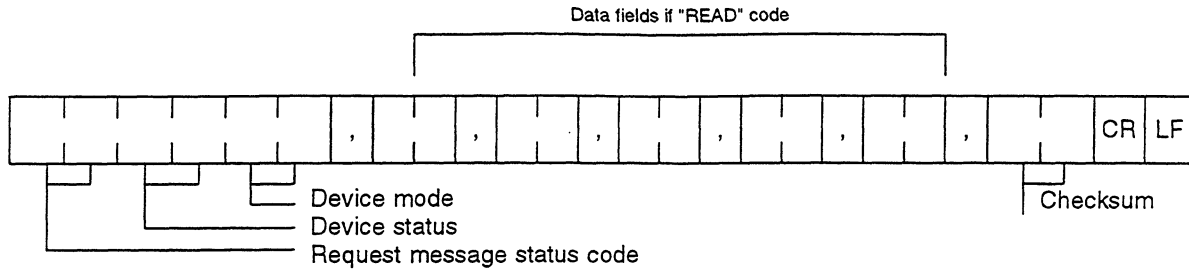 Data fields if "READ" code
, , , , , , CR LF
Device mode
Checksum
Device status
Request message status code